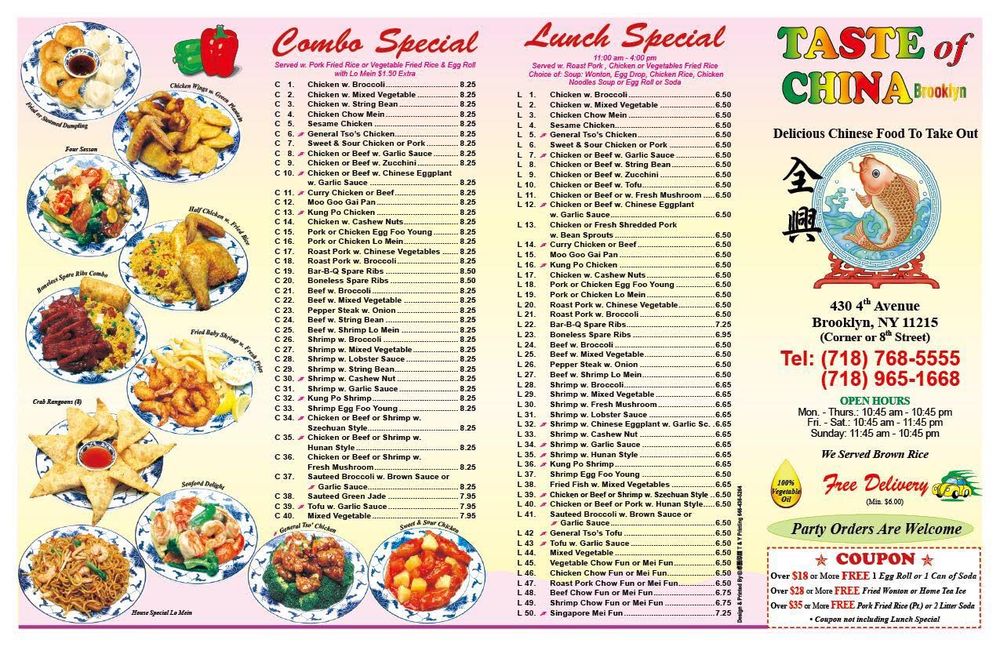 Fried or Steamed Dumpling
Chicken Wings w. Green Plantain
Four Season
Half Chicken w. Fried Rice
Boneless Spare Ribs Combo
Fried Baby Shrimp w. French Fries
Crab Rangoons (8)
Seafood Delight
General Tso' Chicken
Sweet & Sour Chicken
House Special Lo Mein
Combo Special
Served w. Pork Fried Rice or Vegetable Fried Rice & Egg Roll
with Lo Mein $1.50 Extra
C 1. Chicken w. Broccoli 8.25
C 2. Chicken w. Mixed Vegetable 8.25
C 3. Chicken w. String Bean 8.25
C 4. Chicken Chow Mein 8.25
C 5. Sesame Chicken 8.25
C 6. General Tso's Chicken 8.25
C 7. Sweet & Sour Chicken or Pork 8.25
C 8. Chicken or Beef w. Garlic Sauce 8.25
C 9. Chicken or Beef w. Zucchini 8.25
C 10. Chicken or Beef w. Chinese Eggplant
w. Garlic Sauce 8.25
C 11. Curry Chicken or Beef 8.25
C 12. Moo Goo Gai Pan 8.25
C 13. Kung Po Chicken 8.25
C 14. Chicken w. Cashew Nuts 8.25
C 15. Pork or Chicken Egg Foo Young 8.25
C 16. Pork or Chicken Lo Mein 8.25
C 17. Roast Pork w. Chinese Vegetables 8.25
C 18. Roast Pork w. Broccoli 8.25
C 19. Bar-B-Q Spare Ribs 8.50
C 20. Boneless Spare Ribs 8.50
C 21. Beef w. Broccoli 8.25
C 22. Beef w. Mixed Vegetable 8.25
C 23. Pepper Steak w. Onion 8.25
C 24. Beef w. String Bean 8.25
C 25. Beef w. Shrimp Lo Mein 8.25
C 26. Shrimp w. Broccoli 8.25
C 27. Shrimp w. Mixed Vegetable 8.25
C 28. Shrimp w. Lobster Sauce 8.25
C 29. Shrimp w. String Bean 8.25
C 30. Shrimp w. Cashew Nut 8.25
C 31. Shrimp w. Garlic Sauce 8.25
C 32. Kung Po Shrimp 8.25
C 33. Shrimp Egg Foo Young 8.25
C 34. Chicken or Beef or Shrimp w.
Szechuan Style 8.25
C 35. Chicken or Beef or Shrimp w.
Hunan Style 8.25
C 36. Chicken or Beef or Shrimp w.
Fresh Mushroom 8.25
C 37. Sauteed Broccoli w. Brown Sauce or
Garlic Sauce 8.25
C 38. Sauteed Green Jade 7.95
C 39. Tofu w. Garlic Sauce 7.95
C 40. Mixed Vegetable 7.95
Lunch Special
11:00 am - 4:00 pm
Served w. Roast Pork , Chicken or Vegetables Fried Rice
Choice of: Soup: Wonton, Egg Drop, Chicken Rice, Chicken
Noodles Soup or Egg Roll or Soda
L 1. Chicken w. Broccoli 6.50
L 2. Chicken w. Mixed Vegetable 6.50
L 3. Chicken Chow Mein 6.50
L 4. Sesame Chicken 6.50
L 5. General Tso's Chicken 6.50
L 6. Sweet & Sour Chicken or Pork 6.50
L 7. Chicken or Beef w. Garlic Sauce 6.50
L 8. Chicken or Beef w. String Bean 6.50
L 9. Chicken or Beef w. Zucchini 6.50
L 10. Chicken or Beef w. Tofu 6.50
L 11. Chicken or Beef or w. Fresh Mushroom 6.50
L 12. Chicken or Beef w. Chinese Eggplant
w. Garlic Sauce 6.50
L 13. Chicken or Fresh Shredded Pork
w. Bean Sprouts 6.50
L 14. Curry Chicken or Beef 6.50
L 15. Moo Goo Gai Pan 6.50
L 16. Kung Po Chicken 6.50
L 17. Chicken w. Cashew Nuts 6.50
L 18. Pork or Chicken Egg Foo Young 6.50
L 19. Pork or Chicken Lo Mein 6.50
L 20. Roast Pork w. Chinese Vegetable 6.50
L 21. Roast Pork w. Broccoli 6.50
L 22. Bar-B-Q Spare Ribs 7.25
L 23. Boneless Spare Ribs 6.95
L 24. Beef w. Broccoli 6.50
L 25. Beef w. Mixed Vegetable 6.50
L 26. Pepper Steak w. Onion 6.50
L 27. Beef w. Shrimp Lo Mein 6.50
L 28. Shrimp w. Broccoli 6.65
L 29. Shrimp w. Mixed Vegetable 6.65
L 30. Shrimp w. Fresh Mushroom 6.65
L 31. Shrimp w. Lobster Sauce 6.65
L 32. Shrimp w. Chinese Eggplant w. Garlic Sc. 6.65
L 33. Shrimp w. Cashew Nut 6.65
L 34. Shrimp w. Garlic Sauce 6.65
L 35. Shrimp w. Hunan Style 6.65
L 36. Kung Po Shrimp 6.65
L 37. Shrimp Egg Foo Young 6.50
L 38. Fried Fish w. Mixed Vegetables 6.65
L 39. Chicken or Beef or Shrimp w. Szechuan Style 6.50
L 40. Chicken or Beef or Pork w. Hunan Style 6.50
L 41. Sauteed Broccoli w. Brown Sauce or
Garlic Sauce 6.50
L 42 General Tso's Tofu 6.50
L 43 Tofu w. Garlic Sauce 6.50
L 44. Mixed Vegetable 6.50
L 45. Vegetable Chow Fun or Mei Fun 6.50
L 46. Chicken Chow Fun or Mei Fun 6.50
L 47. Roast Pork Chow Fun or Mei Fun 6.50
L 48. Beef Chow Fun or Mei Fun 6.75
L 49. Shrimp Chow Fun or Mei Fun 6.75
L 50. Singapore Mei Fun 7.25
TASTE of
CHINA Brooklyn
Delicious Chinese Food To Take Out
全興
430 4th Avenue
Brooklyn, NY 11215
(Corner or 8th Street)
Tel: (718) 768-5555
(718) 965-1668
OPEN HOURS
Mon. - Thurs.: 10:45 am - 10:45 pm
Fri. - Sat.: 10:45 am - 11:45 pm
Sunday: 11:45 am - 10:45 pm
We Served Brown Rice
100%
Vegetable
Oil
Free Delivery
(Min. $6.00)
Party Orders Are Welcome
COUPON
Over $18 or More FREE 1 Egg Roll or 1 Can of Soda
Over $28 or More FREE Fried Wonton or Home Tea Ice
Over $35 or More FREE Pork Fried Rice (Pt.) or 2 Litter Soda
• Coupon not including Lunch Special